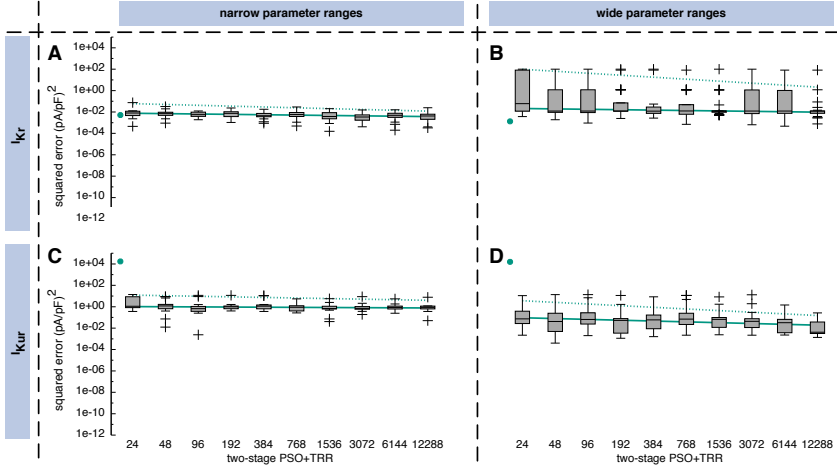 narrow parameter ranges
wide parameter ranges
A
B
1e+04
1e+02
1e+00
1e-02
1e-04
1e-06
1e-08
1e-10
1e-12
squared error (pA/pF)^2
I_Kr
C
D
1e+04
1e+02
1e+00
1e-02
1e-04
1e-06
1e-08
1e-10
1e-12
squared error (pA/pF)^2
I_Kur
24 48 96 192 384 768 1536 3072 6144 12288
24 48 96 192 384 768 1536 3072 6144 12288
two-stage PSO+TRR
two-stage PSO+TRR